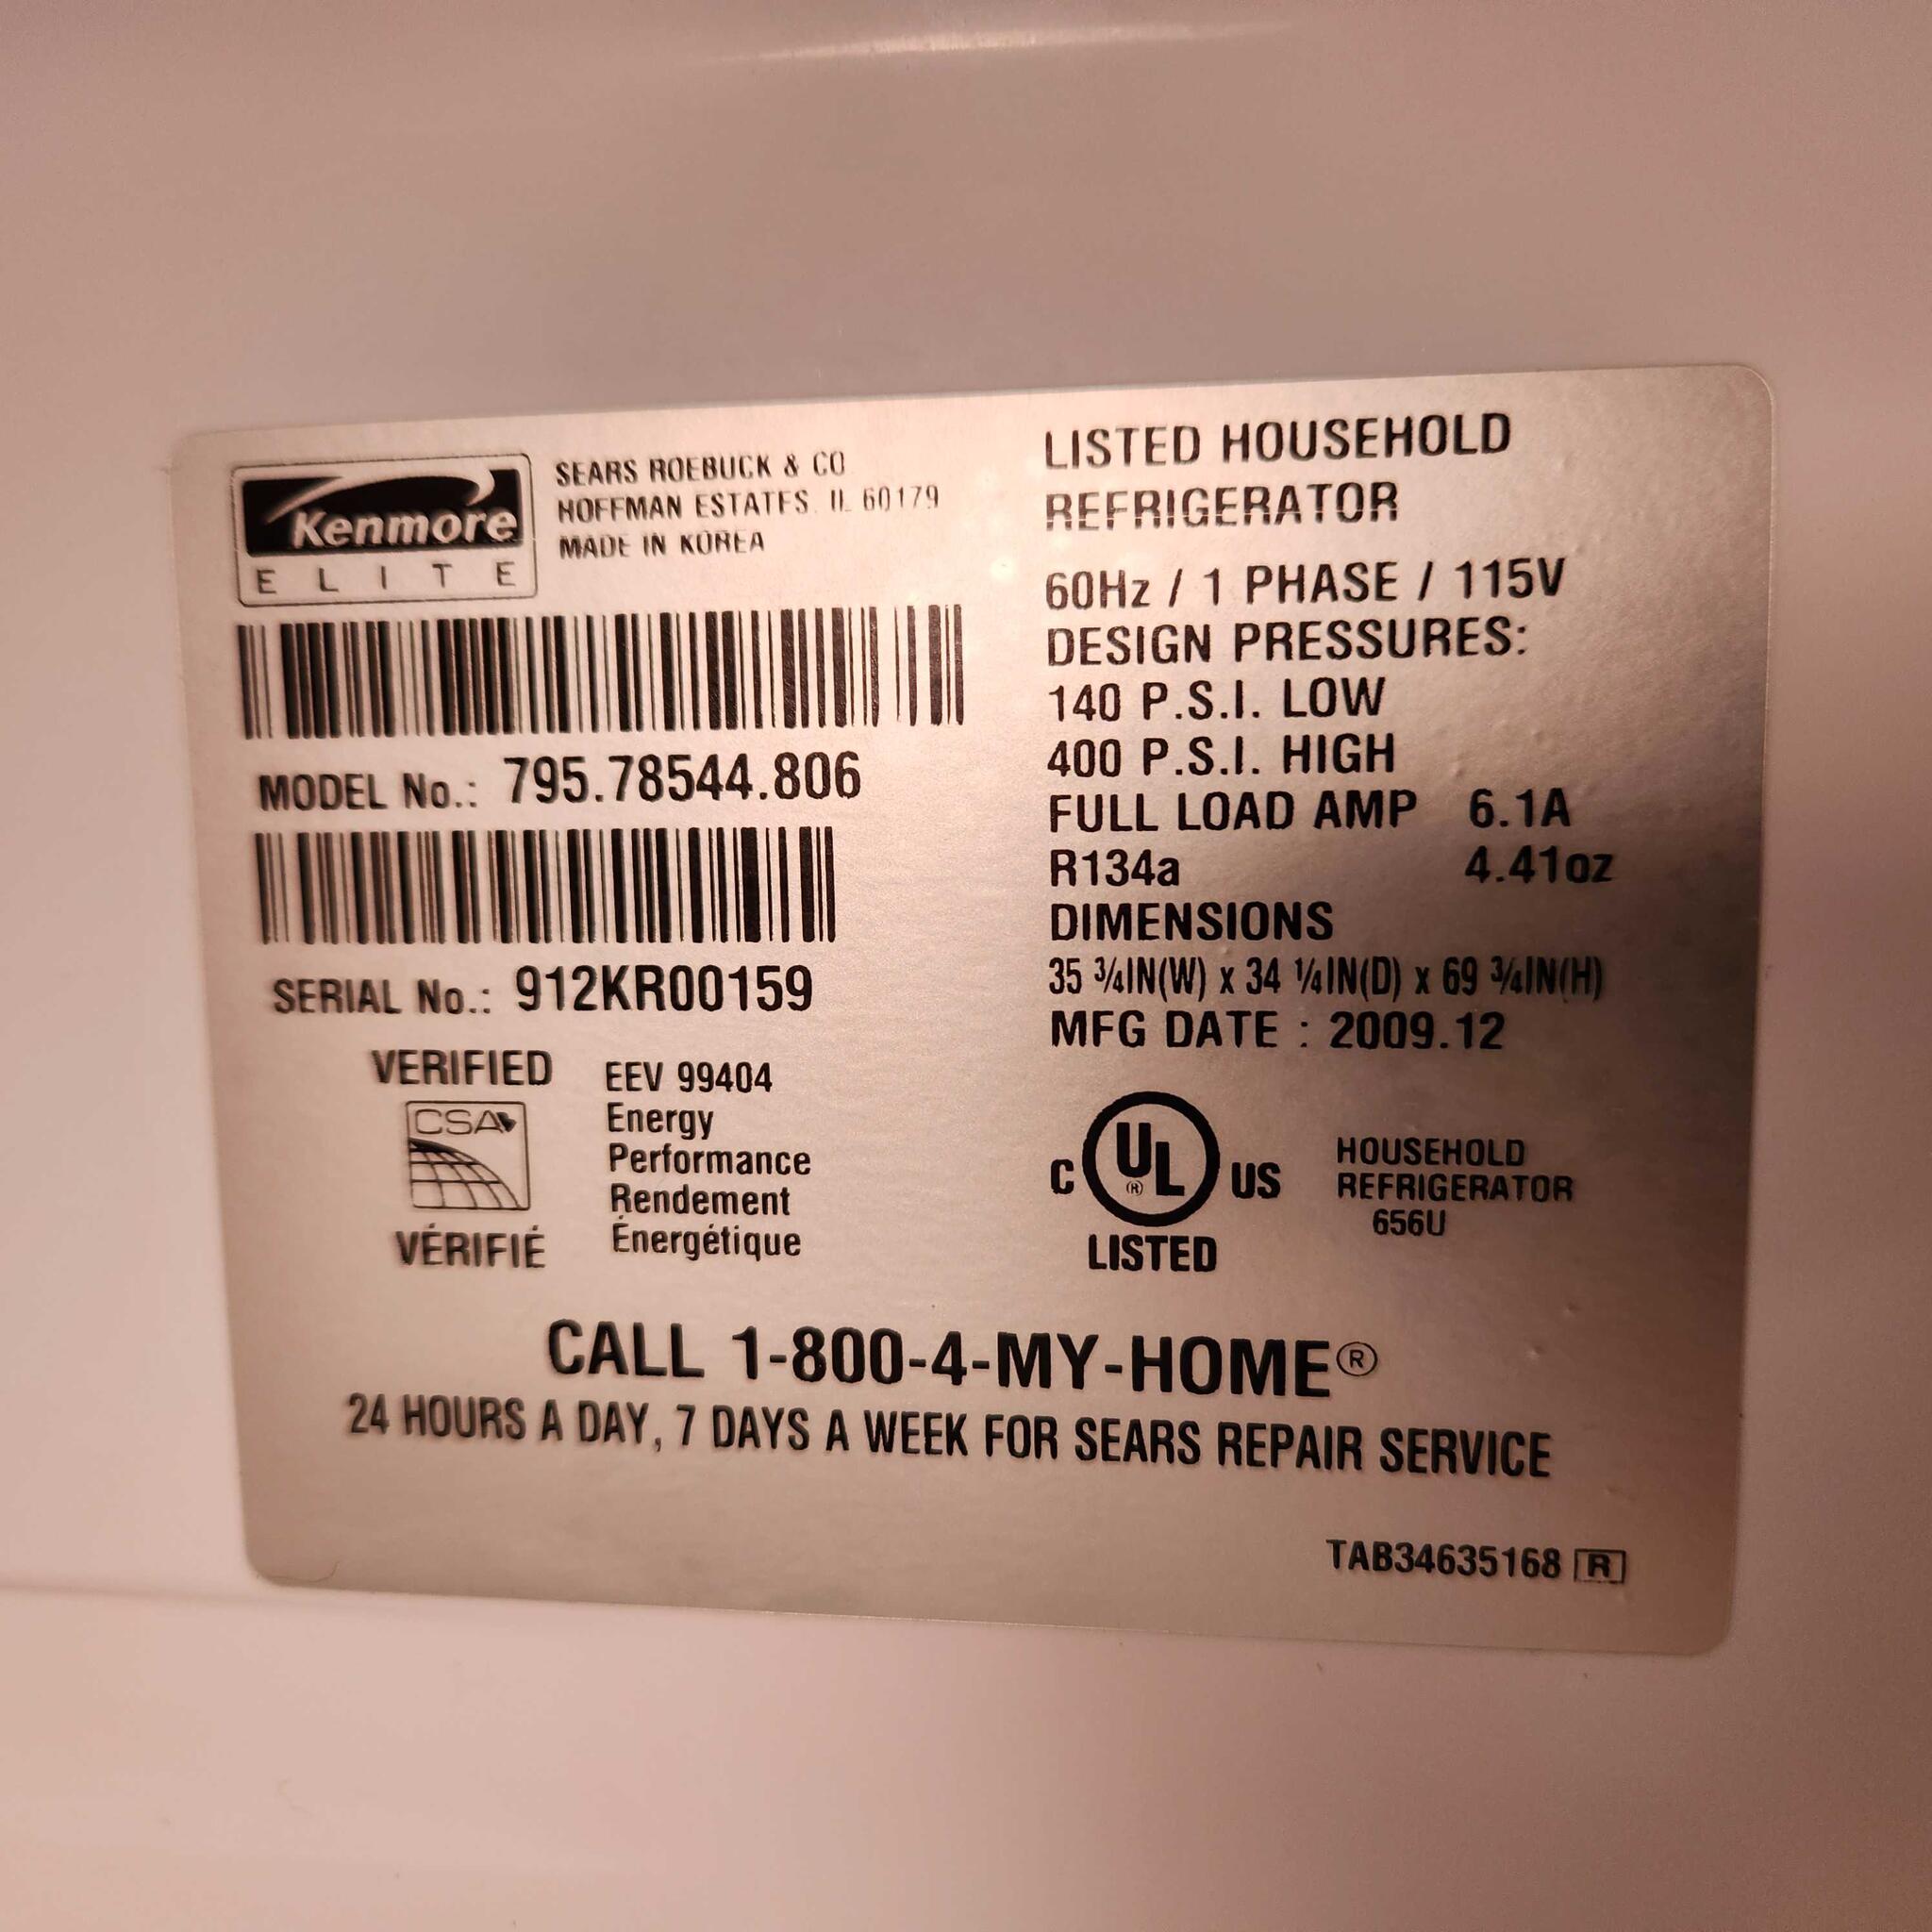 Kenmore
ELITE
SEARS ROEBUCK & CO
HOFFMAN ESTATES. IL 60179
MADE IN KOREA
MODEL No.: 795.78544.806
SERIAL No.: 912KR00159
VERIFIED
CSA
VÉRIFIÉ
EEV 99404
Energy
Performance
Rendement
Énergétique
LISTED HOUSEHOLD
REFRIGERATOR
60Hz / 1 PHASE / 115V
DESIGN PRESSURES:
140 P.S.I. LOW
400 P.S.I. HIGH
FULL LOAD AMP 6.1A
R134a 4.41oz
DIMENSIONS
35 ¾IN(W) x 34 ¼IN(D) x 69 ¾IN(H)
MFG DATE : 2009.12
C UL ® US
LISTED
HOUSEHOLD
REFRIGERATOR
656U
CALL 1-800-4-MY-HOME®
24 HOURS A DAY, 7 DAYS A WEEK FOR SEARS REPAIR SERVICE
TAB34635168 R